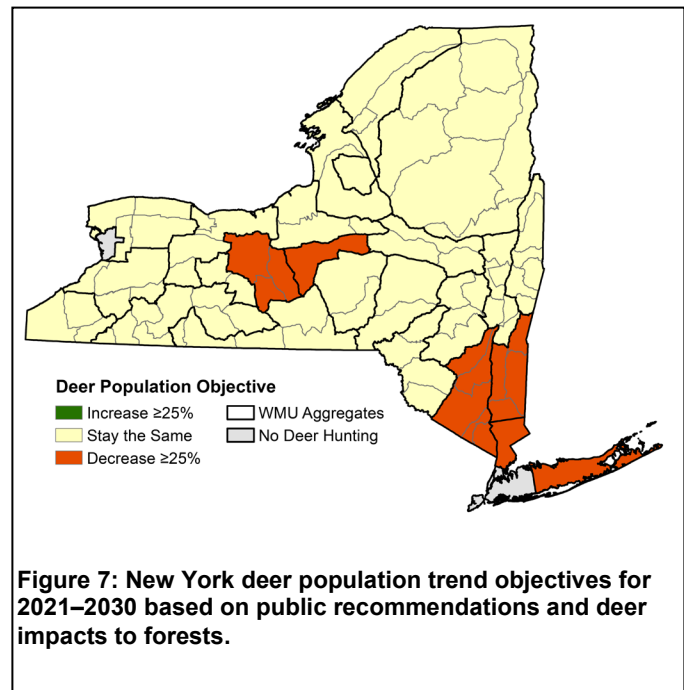 Deer Population Objective
Increase ≥25%
WMU Aggregates
Stay the Same
No Deer Hunting
Decrease ≥25%
Figure 7: New York deer population trend objectives for
2021–2030 based on public recommendations and deer
impacts to forests.